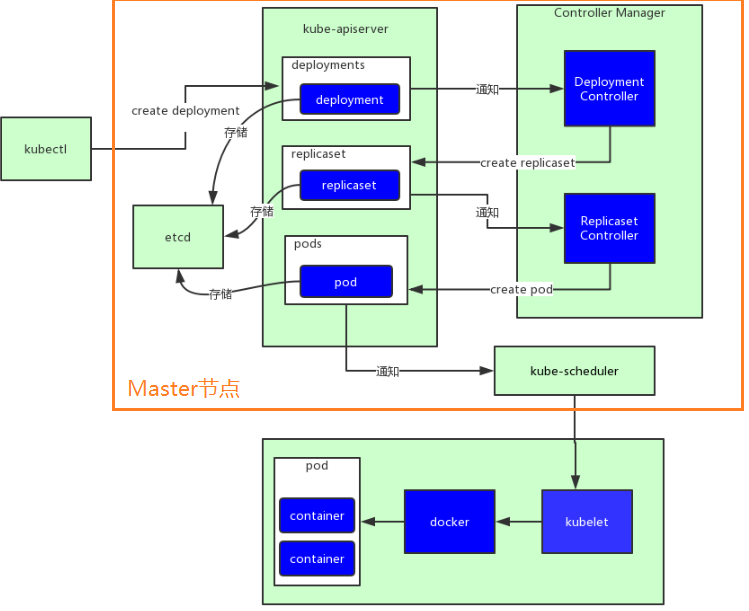 kube-apiserver
Controller Manager
deployments
deployment
通知
Deployment
Controller
create deployment
存储
kubectl
replicaset
replicaset
create replicaset
存储
通知
Replicaset
Controller
etcd
pods
pod
create pod
存储
通知
kube-scheduler
Master节点
pod
container
container
docker
kubelet